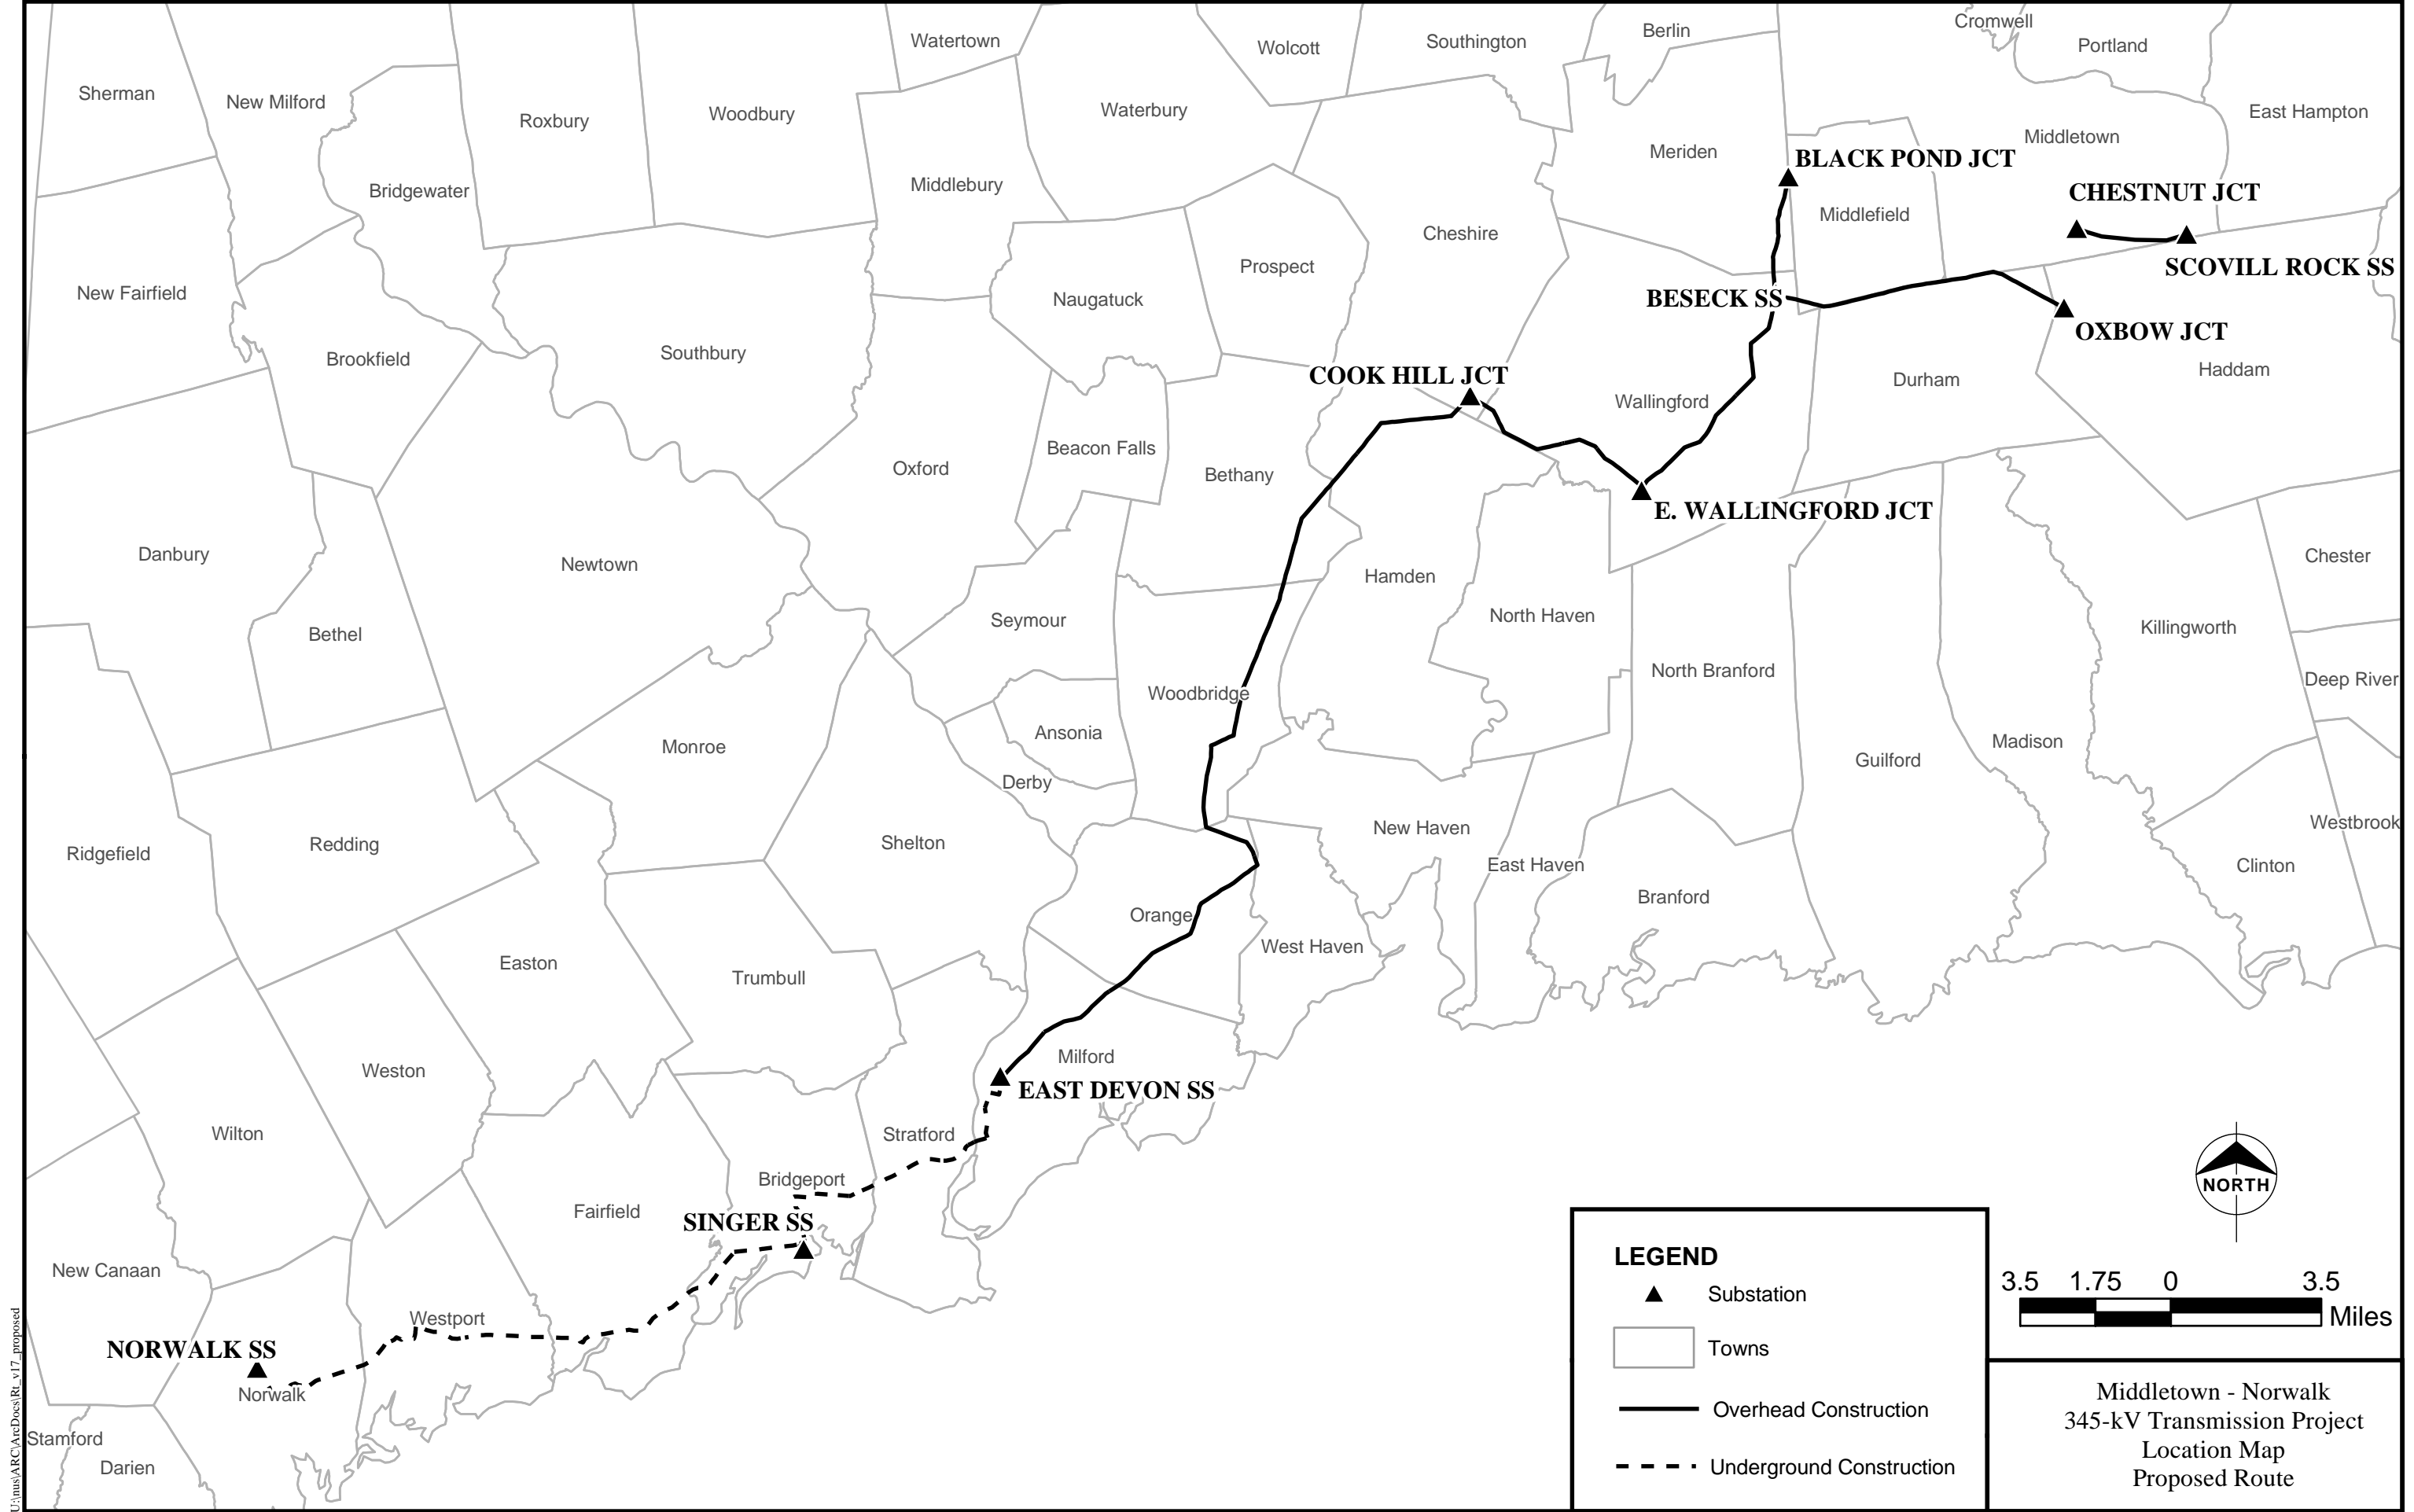 Cromwell
Berlin
Watertown
Southington
Portland
Wolcott
Sherman
New Milford
Waterbury
East Hampton
Woodbury
Roxbury
Middletown
Meriden
BLACK POND JCT
Middlebury
Bridgewater
CHESTNUT JCT
Middlefield
Cheshire
Prospect
SCOVILL ROCK SS
New Fairfield
Naugatuck
BESECK SS
OXBOW JCT
Southbury
Brookfield
COOK HILL JCT
Durham
Haddam
Wallingford
Beacon Falls
Oxford
Bethany
E. WALLINGFORD JCT
Danbury
Chester
Newtown
Hamden
North Haven
Seymour
Killingworth
Bethel
North Branford
Deep River
Woodbridge
Ansonia
Madison
Monroe
Guilford
Derby
Westbrook
New Haven
Shelton
Redding
Ridgefield
East Haven
Clinton
Branford
Orange
West Haven
Easton
Trumbull
Milford
Weston
EAST DEVON SS
Wilton
Stratford
Bridgeport
NORTH
Fairfield
SINGER SS
New Canaan
Westport
NORWALK SS
Norwalk
Stamford
Darien
LEGEND
Substation
Towns
Overhead Construction
Underground Construction
3.5 1.75 0 3.5
Miles
Middletown - Norwalk
345-kV Transmission Project
Location Map
Proposed Route
U:\nus\ARC\ArcDocs\Rt_v17_proposed